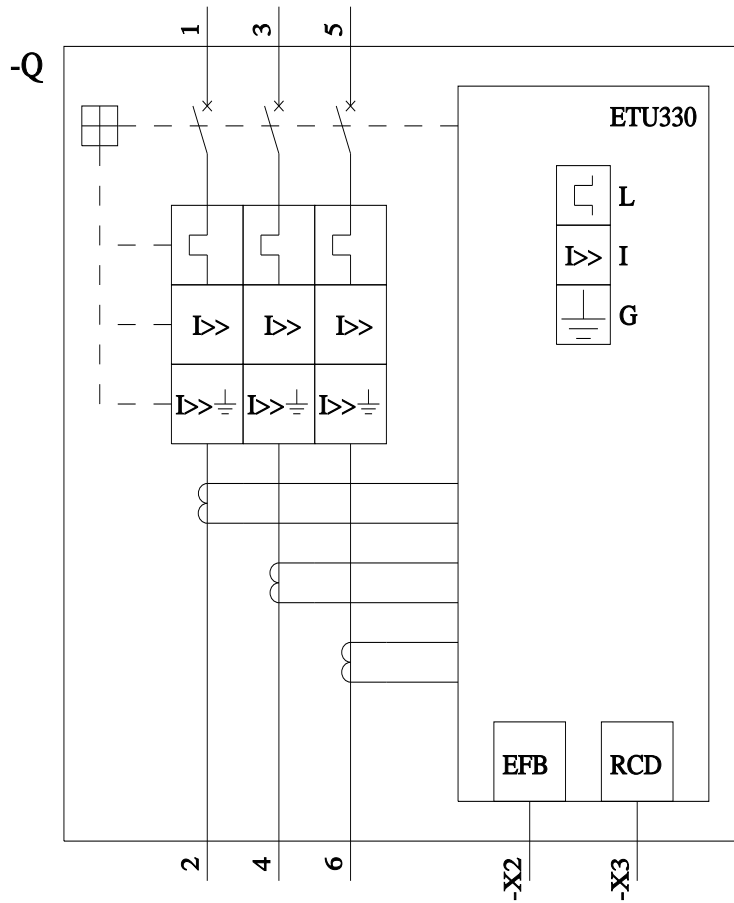 1 3 5
-Q
ETU330
L
I>> I
G
I>> I>> I>>
I>> I>> I>>
EFB RCD
2 4 6 -X2 -X3